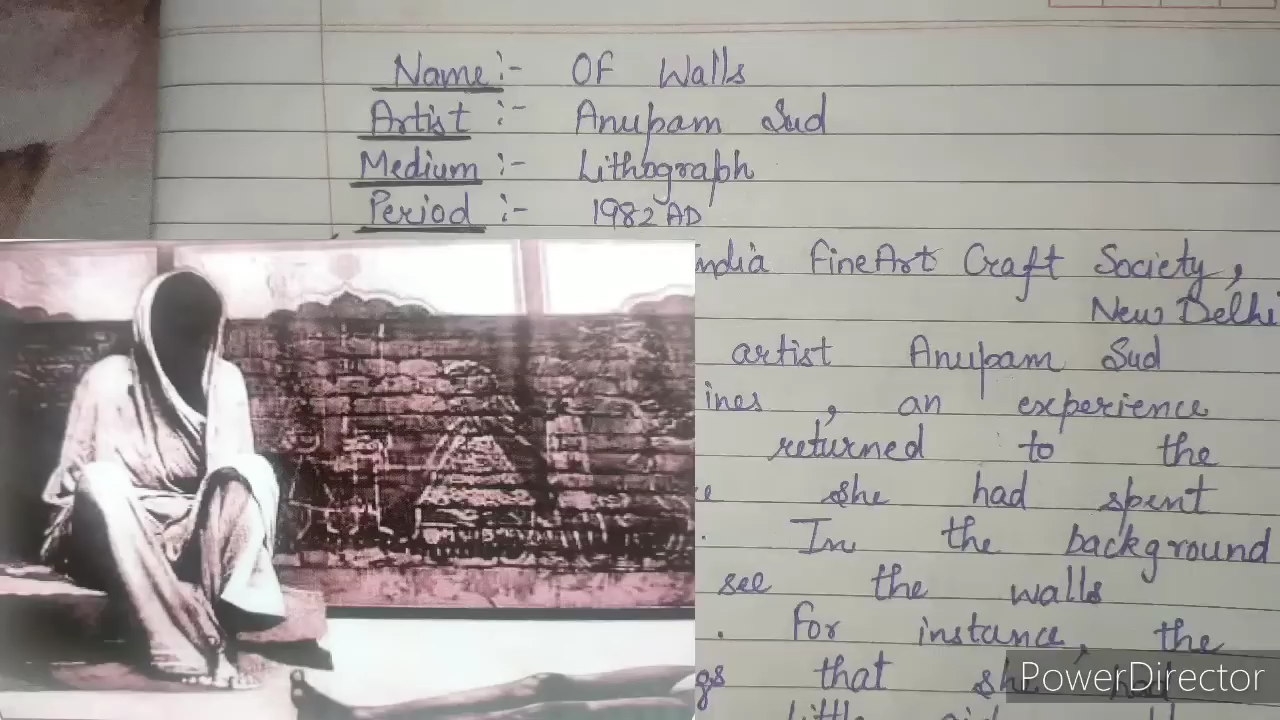 Name:- Of Walls
Artist :- Anupam Sud
Medium :- Lithograph
Period :- 1982 AD
India Fine Art Craft Society,
New Delhi
artist Anupam Sud
, an experience
returned to the
she had spent
. In the background
see the walls
. For instance, the
that she had
PowerDirector